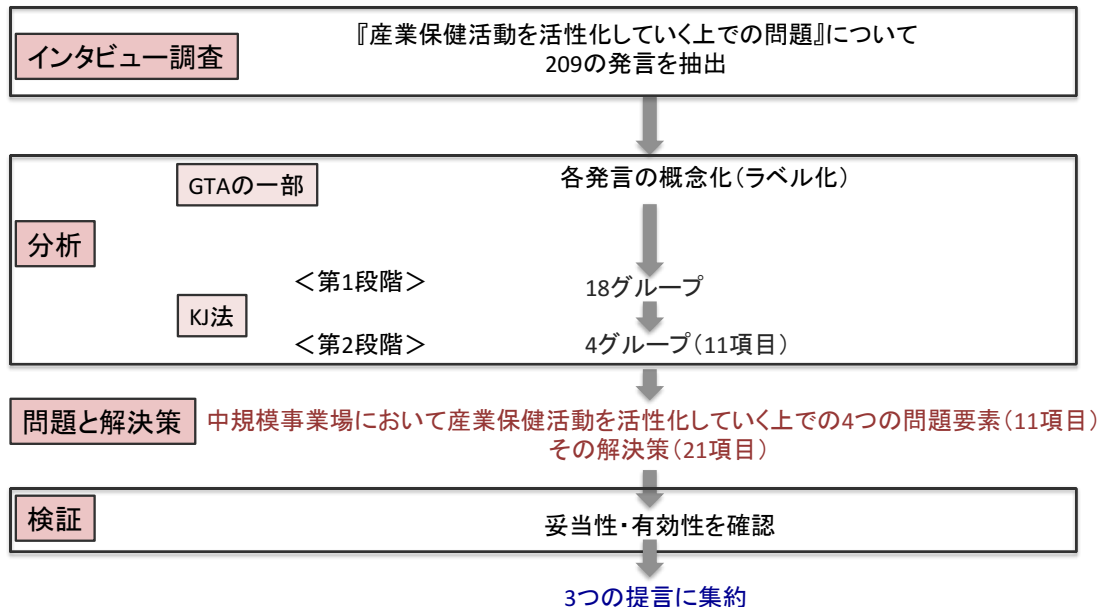 『産業保健活動を活性化していく上での問題』について
インタビュー調査
209の発言を抽出
GTAの一部
各発言の概念化(ラベル化)
分析
<第1段階>
18グループ
KJ法
<第2段階>
4グループ(11項目)
問題と解決策
中規模事業場において産業保健活動を活性化していく上での4つの問題要素(11項目)
その解決策(21項目)
検証
妥当性・有効性を確認
3つの提言に集約